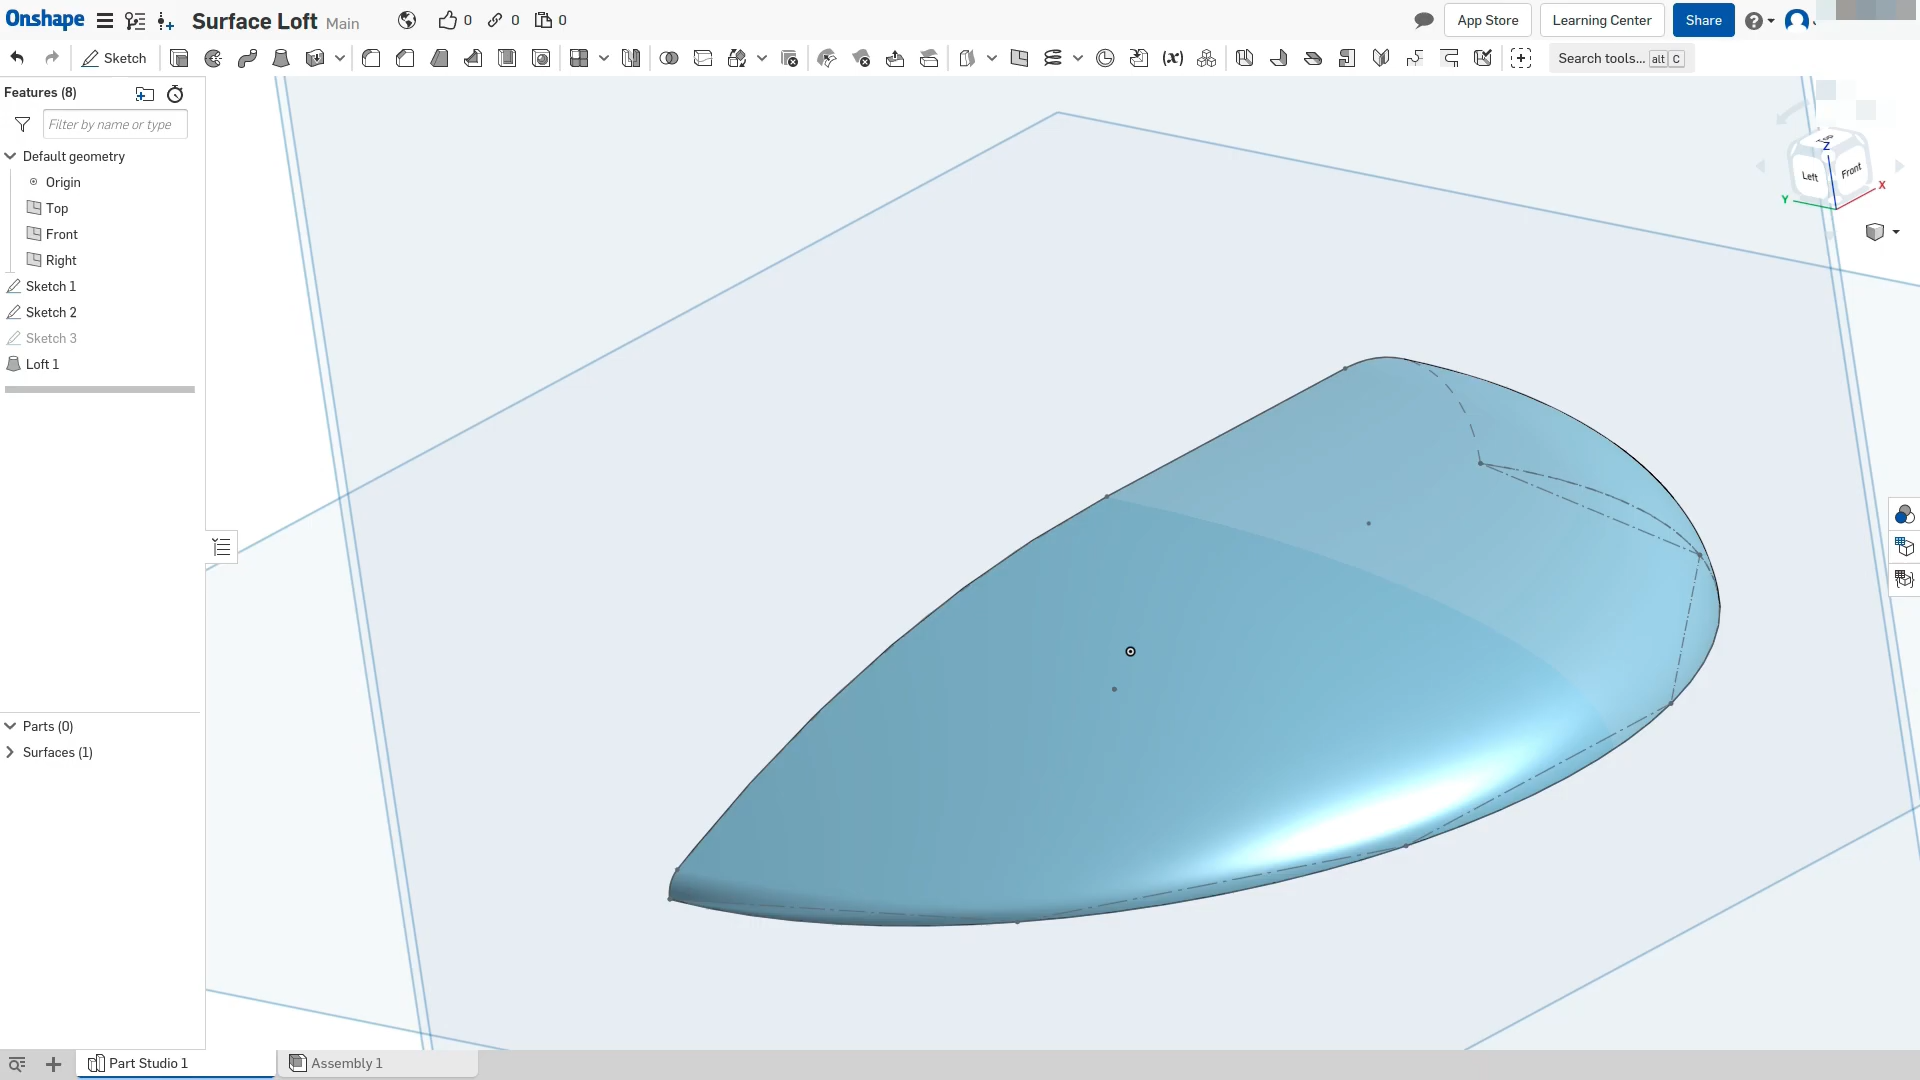 Onshape Surface Loft Main 0 0 0 App Store Learning Center Share
Sketch (x) Search tools... alt C
Features (8)
Filter by name or type
Default geometry
Origin
Top
Front
Right
Sketch 1
Sketch 2
Sketch 3
Loft 1
Parts (0)
Surfaces (1)
Top
Z
Left Front
X
Y
Part Studio 1 Assembly 1